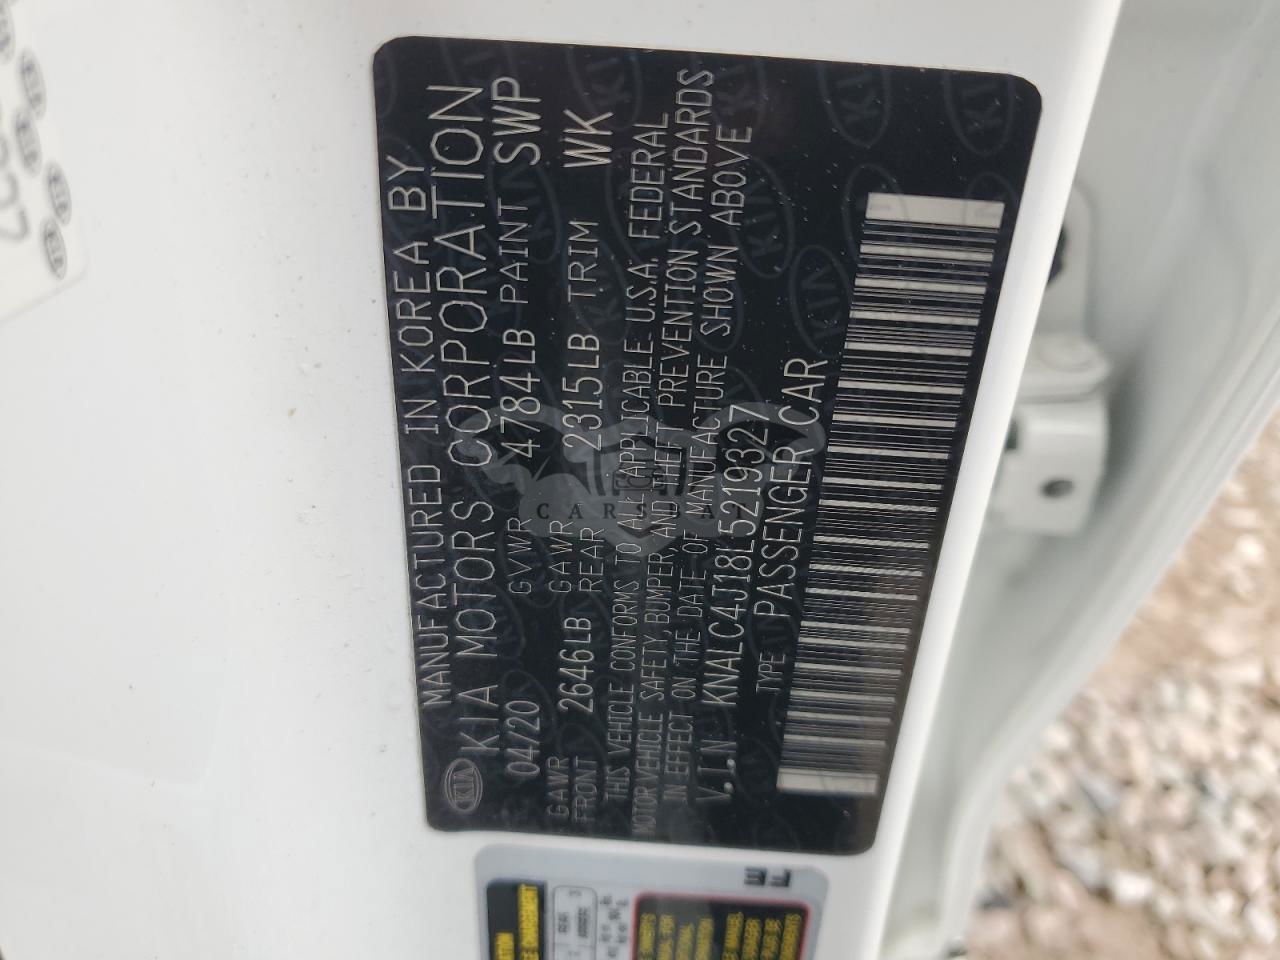 KIA
MANUFACTURED IN KOREA BY
KIA MOTORS CORPORATION
04/20 GVWR 4784LB PAINT SWP
GAWR FRONT 2646LB GAWR REAR 2315LB TRIM WK
THIS VEHICLE CONFORMS TO ALL APPLICABLE U.S.A. FEDERAL
MOTOR VEHICLE SAFETY, BUMPER, AND THEFT PREVENTION STANDARDS
IN EFFECT ON THE DATE OF MANUFACTURE SHOWN ABOVE
V.I.N KNALC4J18L5219327
TYPE PASSENGER CAR
CARSBAT